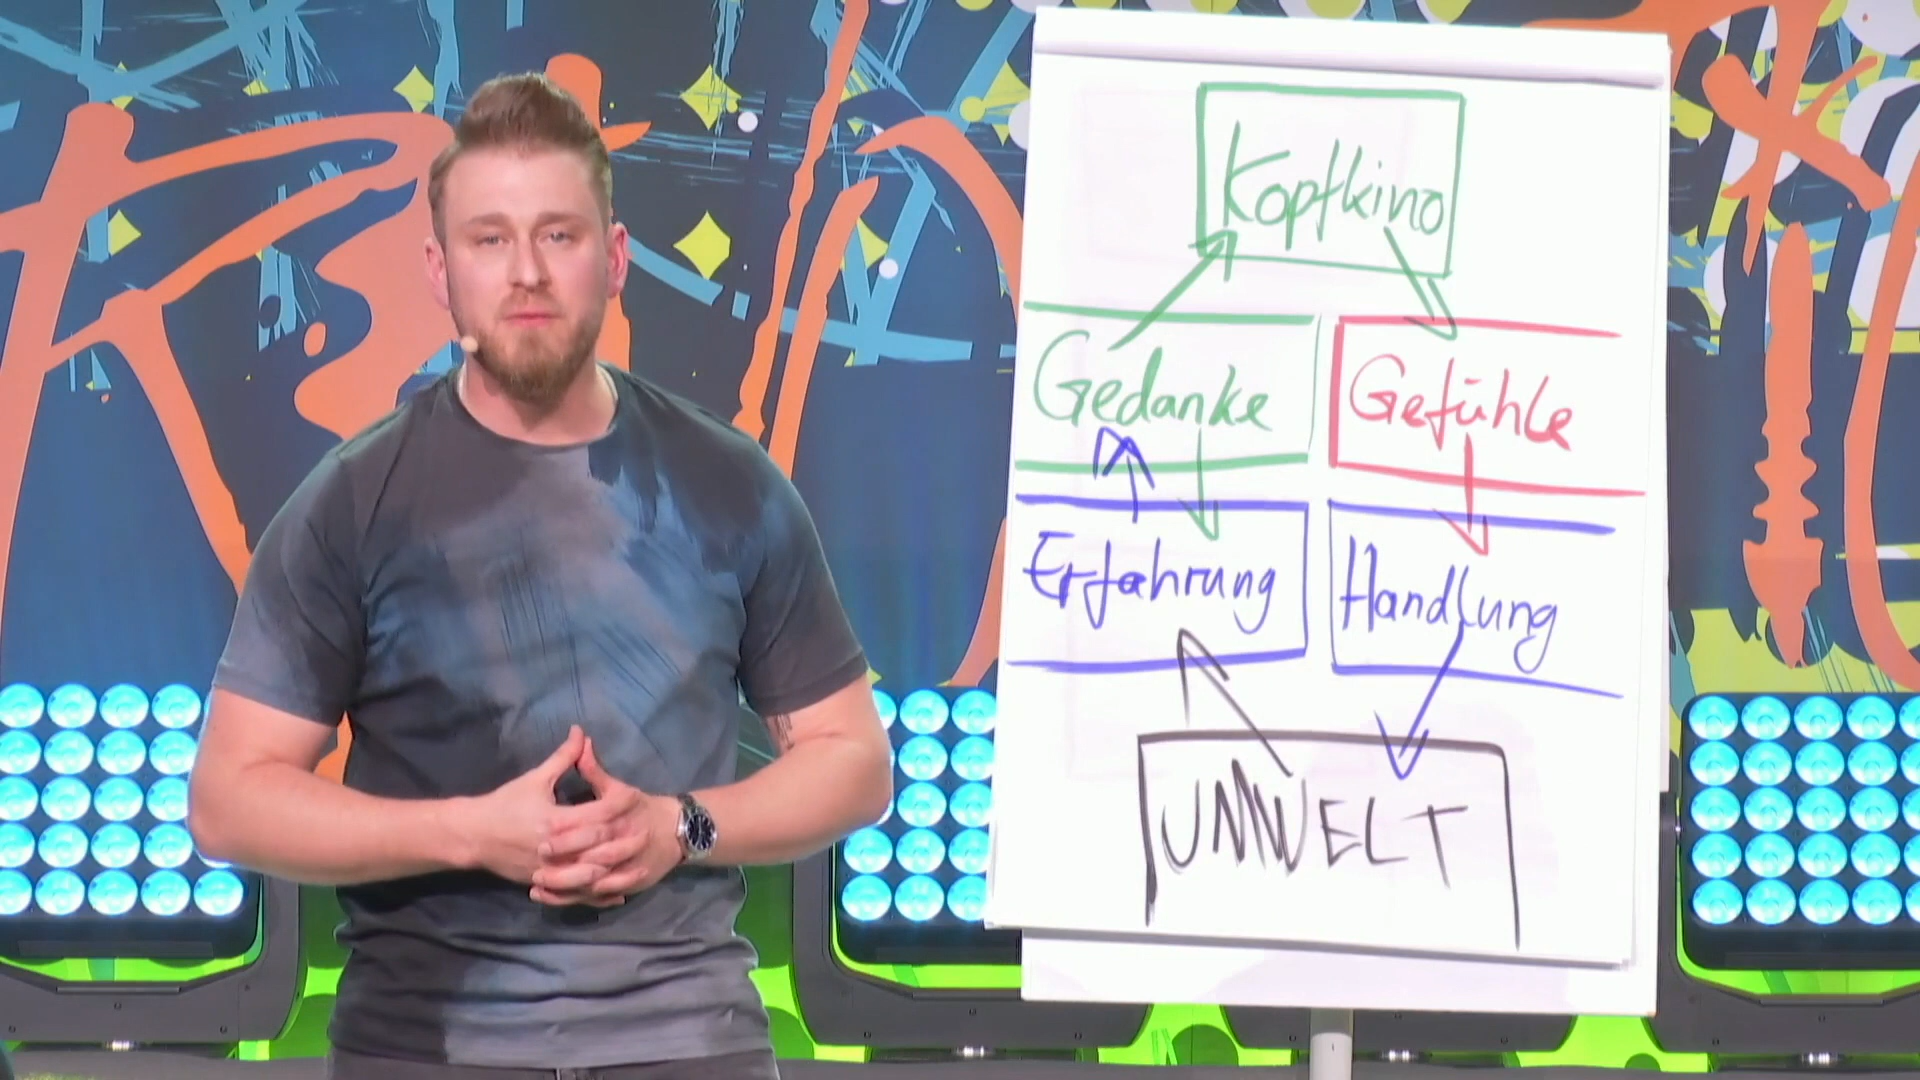 Kopfkino
Gedanke
Gefühle
Erfahrung
Handlung
UMWELT